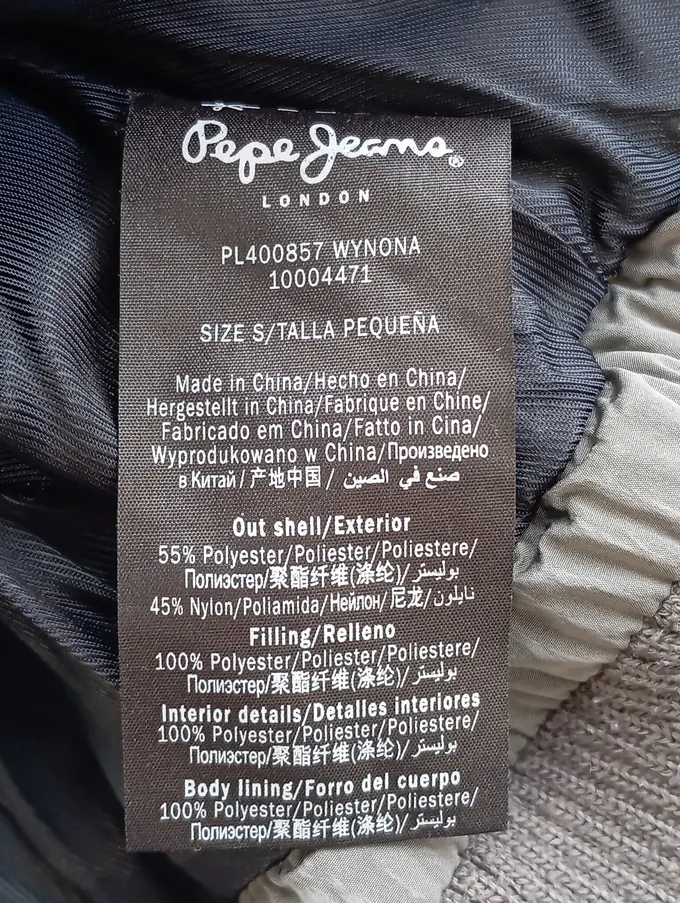 Pepe Jeans®
LONDON
PL400857 WYNONA
10004471
SIZE S/TALLA PEQUEÑA
Made in China/Hecho en China/
Hergestellt in China/Fabrique en Chine/
Fabricado em China/Fatto in Cina/
Wyprodukowano w China/Произведено
в Китай/产地中国/ صنع في الصين
Out shell/Exterior
55% Polyester/Poliester/Poliestere/
Полиэстер/聚酯纤维(涤纶)/بوليستر
45% Nylon/Poliamida/Нейлон/尼龙/نايلون
Filling/Relleno
100% Polyester/Poliester/Poliestere/
Полиэстер/聚酯纤维(涤纶)/بوليستر
Interior details/Detalles interiores
100% Polyester/Poliester/Poliestere/
Полиэстер/聚酯纤维(涤纶)/بوليستر
Body lining/Forro del cuerpo
100% Polyester/Poliester/Poliestere/
Полиэстер/聚酯纤维(涤纶)/بوليستر